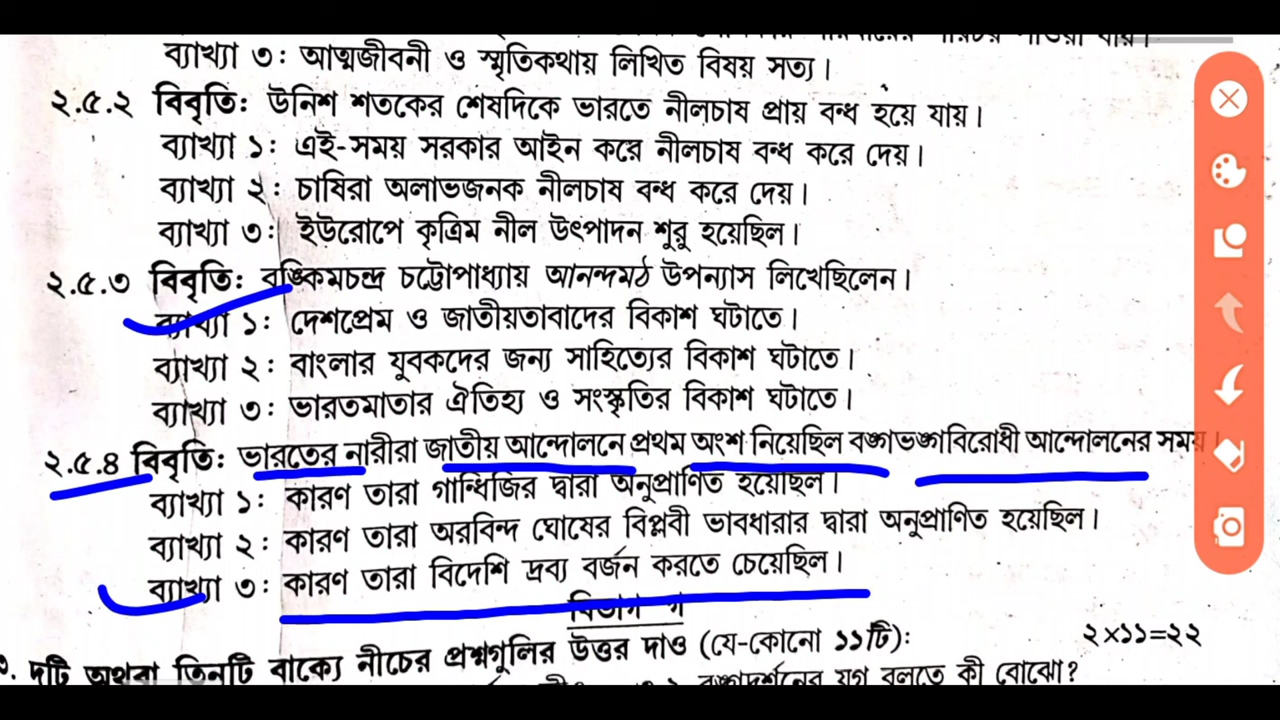 ব্যাখ্যা ৩: আত্মজীবনী ও স্মৃতিকথায় লিখিত বিষয় সত্য।
২.৫.২ বিবৃতি: উনিশ শতকের শেষদিকে ভারতে নীলচাষ প্রায় বন্ধ হয়ে যায়।
ব্যাখ্যা ১: এই-সময় সরকার আইন করে নীলচাষ বন্ধ করে দেয়।
ব্যাখ্যা ২: চাষিরা অলাভজনক নীলচাষ বন্ধ করে দেয়।
ব্যাখ্যা ৩: ইউরোপে কৃত্রিম নীল উৎপাদন শুরু হয়েছিল।
২.৫.৩ বিবৃতি: বঙ্কিমচন্দ্র চট্টোপাধ্যায় আনন্দমঠ উপন্যাস লিখেছিলেন।
ব্যাখ্যা ১: দেশপ্রেম ও জাতীয়তাবাদের বিকাশ ঘটাতে।
ব্যাখ্যা ২: বাংলার যুবকদের জন্য সাহিত্যের বিকাশ ঘটাতে।
ব্যাখ্যা ৩: ভারতমাতার ঐতিহ্য ও সংস্কৃতির বিকাশ ঘটাতে।
২.৫.৪ বিবৃতি: ভারতের নারীরা জাতীয় আন্দোলনে প্রথম অংশ নিয়েছিল বঙ্গভঙ্গবিরোধী আন্দোলনের সময়।
ব্যাখ্যা ১: কারণ তারা গান্ধিজির দ্বারা অনুপ্রাণিত হয়েছিল।
ব্যাখ্যা ২: কারণ তারা অরবিন্দ ঘোষের বিপ্লবী ভাবধারার দ্বারা অনুপ্রাণিত হয়েছিল।
ব্যাখ্যা ৩: কারণ তারা বিদেশি দ্রব্য বর্জন করতে চেয়েছিল।
বিভাগ গ
৩. দুটি অথবা তিনটি বাক্যে নীচের প্রশ্নগুলির উত্তর দাও (যে-কোনো ১১টি): ২×১১=২২
বঙ্গদর্শনের যুগ বলতে কী বোঝো?